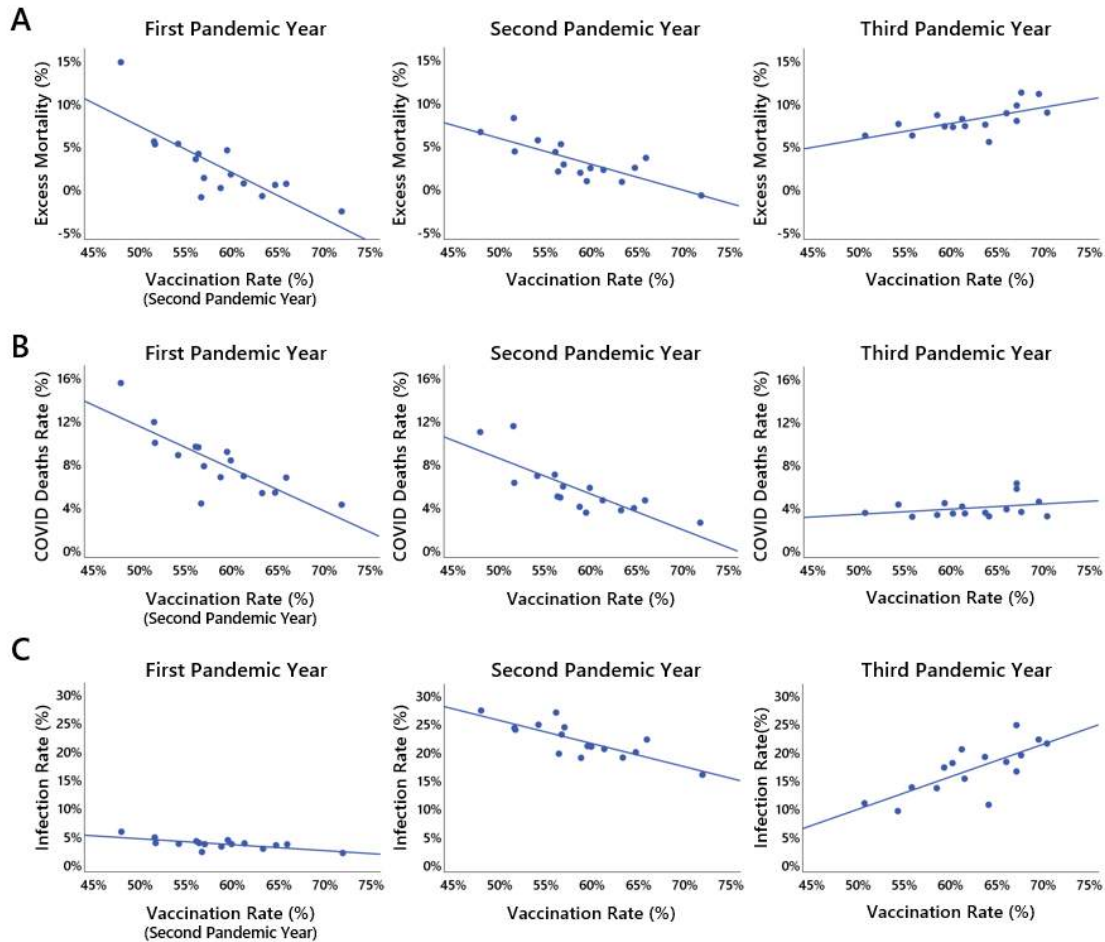 A
First Pandemic Year
Second Pandemic Year
Third Pandemic Year
Excess Mortality (%)
15%
10%
5%
0%
-5%
45% 50% 55% 60% 65% 70% 75%
Vaccination Rate (%)
(Second Pandemic Year)
Excess Mortality (%)
15%
10%
5%
0%
-5%
45% 50% 55% 60% 65% 70% 75%
Vaccination Rate (%)
Excess Mortality (%)
15%
10%
5%
0%
-5%
45% 50% 55% 60% 65% 70% 75%
Vaccination Rate (%)
B
First Pandemic Year
Second Pandemic Year
Third Pandemic Year
COVID Deaths Rate (%)
16%
12%
8%
4%
0%
45% 50% 55% 60% 65% 70% 75%
Vaccination Rate (%)
(Second Pandemic Year)
COVID Deaths Rate (%)
16%
12%
8%
4%
0%
45% 50% 55% 60% 65% 70% 75%
Vaccination Rate (%)
COVID Deaths Rate (%)
16%
12%
8%
4%
0%
45% 50% 55% 60% 65% 70% 75%
Vaccination Rate (%)
C
First Pandemic Year
Second Pandemic Year
Third Pandemic Year
Infection Rate (%)
30%
25%
20%
15%
10%
5%
0%
45% 50% 55% 60% 65% 70% 75%
Vaccination Rate (%)
(Second Pandemic Year)
Infection Rate (%)
30%
25%
20%
15%
10%
5%
0%
45% 50% 55% 60% 65% 70% 75%
Vaccination Rate (%)
Infection Rate(%)
30%
25%
20%
15%
10%
5%
0%
45% 50% 55% 60% 65% 70% 75%
Vaccination Rate (%)